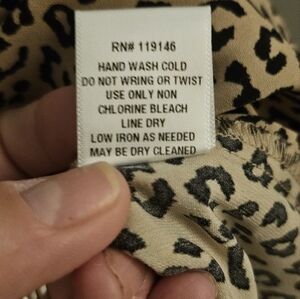 RN# 119146
HAND WASH COLD
DO NOT WRING OR TWIST
USE ONLY NON
CHLORINE BLEACH
LINE DRY
LOW IRON AS NEEDED
MAY BE DRY CLEANED